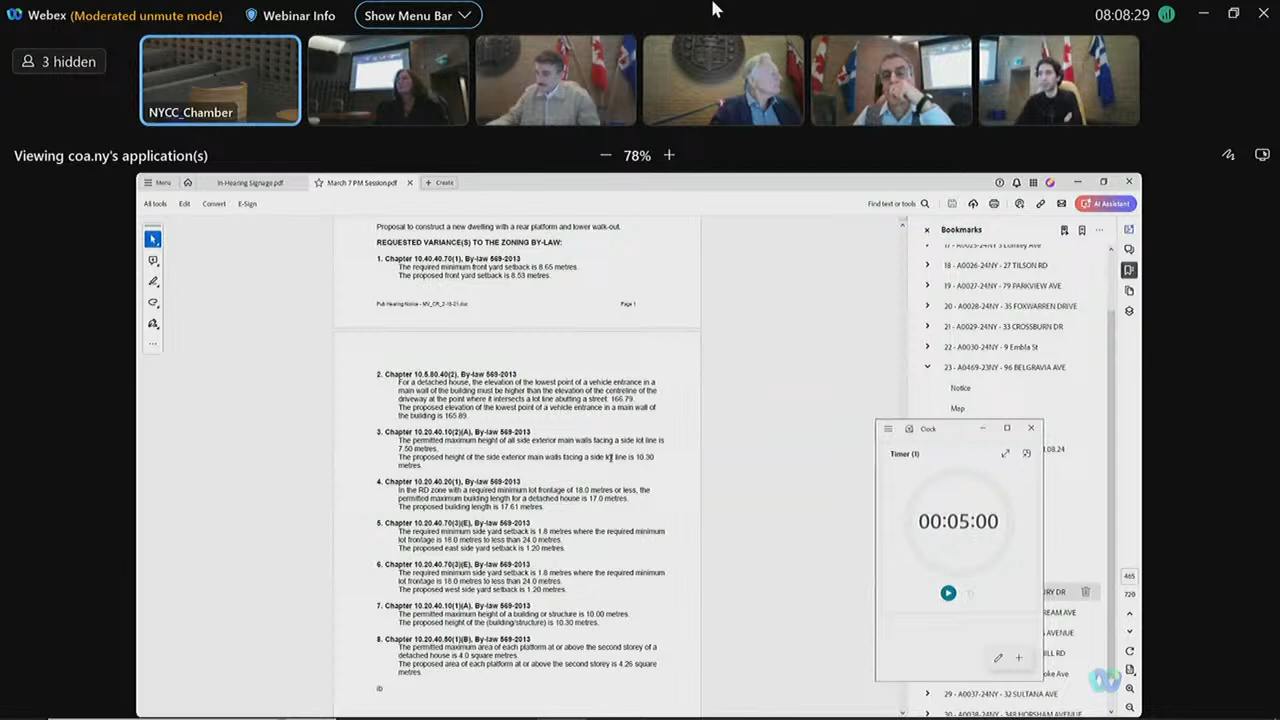 Webex (Moderated unmute mode) Webinar Info Show Menu Bar 08:08:29
3 hidden
NYCC_Chamber
Viewing coa.ny's application(s) 78%
Menu In-Hearing Signage.pdf March 7 PM Session.pdf Create
All tools Edit Convert E-Sign Find text or tools AI Assistant
Proposal to construct a new dwelling with a rear platform and lower walk-out.
REQUESTED VARIANCE(S) TO THE ZONING BY-LAW:
1. Chapter 10.40.40.70(1), By-law 569-2013
The required minimum front yard setback is 8.65 metres.
The proposed front yard setback is 8.53 metres.
Page 1
2. Chapter 10.5.80.40(2), By-law 569-2013
For a detached house, the elevation of the lowest point of a vehicle entrance in a
main wall of the building must be higher than the elevation of the centreline of the
driveway at the point where it intersects a lot line abutting a street: 166.79.
The proposed elevation of the lowest point of a vehicle entrance in a main wall of
the building is 165.89.
3. Chapter 10.20.40.10(2)(A), By-law 569-2013
The permitted maximum height of all side exterior main walls facing a side lot line is
7.50 metres.
The proposed height of the side exterior main walls facing a side lot line is 10.30
metres.
4. Chapter 10.20.40.20(1), By-law 569-2013
In the RD zone with a required minimum lot frontage of 18.0 metres or less, the
permitted maximum building length for a detached house is 17.0 metres.
The proposed building length is 17.61 metres.
5. Chapter 10.20.40.70(3)(E), By-law 569-2013
The required minimum side yard setback is 1.8 metres where the required minimum
lot frontage is 18.0 metres to less than 24.0 metres.
The proposed east side yard setback is 1.20 metres.
6. Chapter 10.20.40.70(3)(E), By-law 569-2013
The required minimum side yard setback is 1.8 metres where the required minimum
lot frontage is 18.0 metres to less than 24.0 metres.
The proposed west side yard setback is 1.20 metres.
7. Chapter 10.20.40.10(1)(A), By-law 569-2013
The permitted maximum height of a building or structure is 10.00 metres.
The proposed height of the (building/structure) is 10.30 metres.
8. Chapter 10.20.40.50(1)(B), By-law 569-2013
The permitted maximum area of each platform at or above the second storey of a
detached house is 4.0 square metres.
The proposed area of each platform at or above the second storey is 4.26 square
metres.
Bookmarks
18 - A0026-24NY - 27 TILSON RD
19 - A0027-24NY - 79 PARKVIEW AVE
20 - A0028-24NY - 35 FOXWARREN DRIVE
21 - A0029-24NY - 33 CROSSBURN DR
22 - A0030-24NY - 9 Embla St
23 - A0469-23NY - 96 BELGRAVIA AVE
Notice
Map
Clock
Timer (1)
00:05:00
.08.24
URY DR
REAM AVE
AVENUE
ILL RD
oke Ave
29 - A0037-24NY - 32 SULTANA AVE
30 - A0038-24NY - 348 HORSHAM AVENUE
465
720